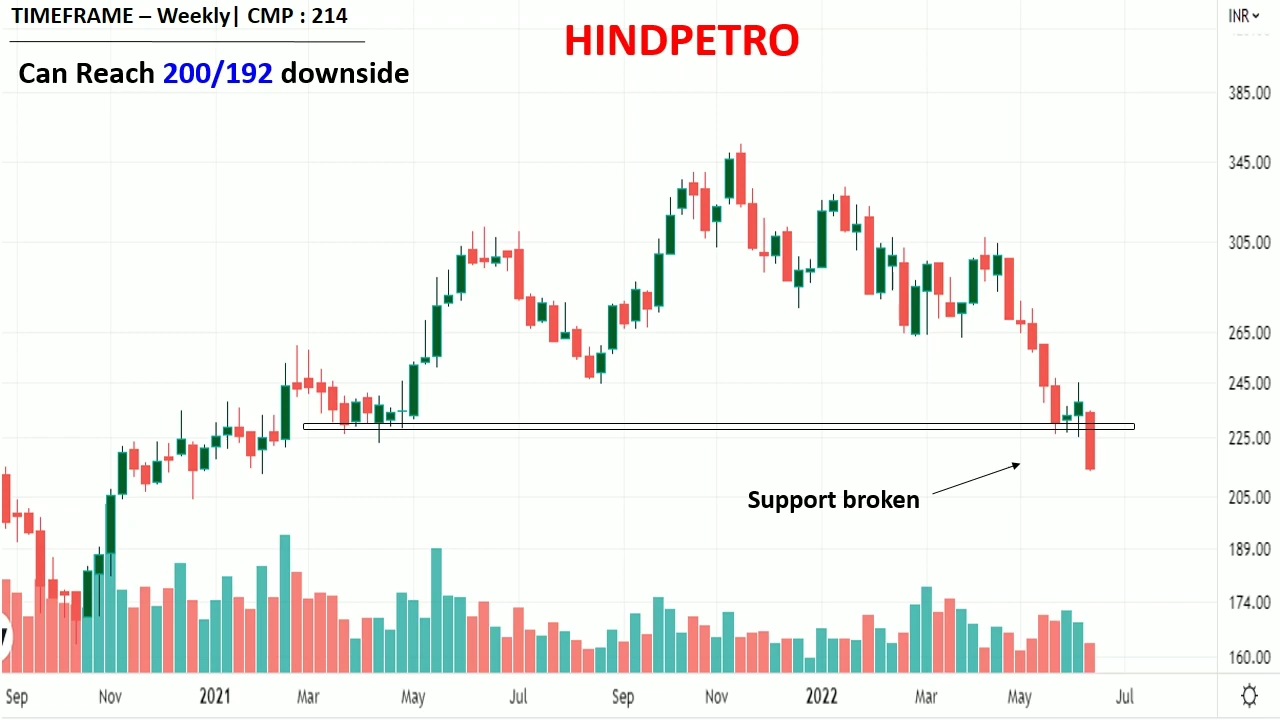 TIMEFRAME – Weekly| CMP : 214
HINDPETRO
INR
Can Reach 200/192 downside
385.00
345.00
305.00
265.00
245.00
225.00
Support broken
205.00
189.00
174.00
160.00
Sep Nov 2021 Mar May Jul Sep Nov 2022 Mar May Jul